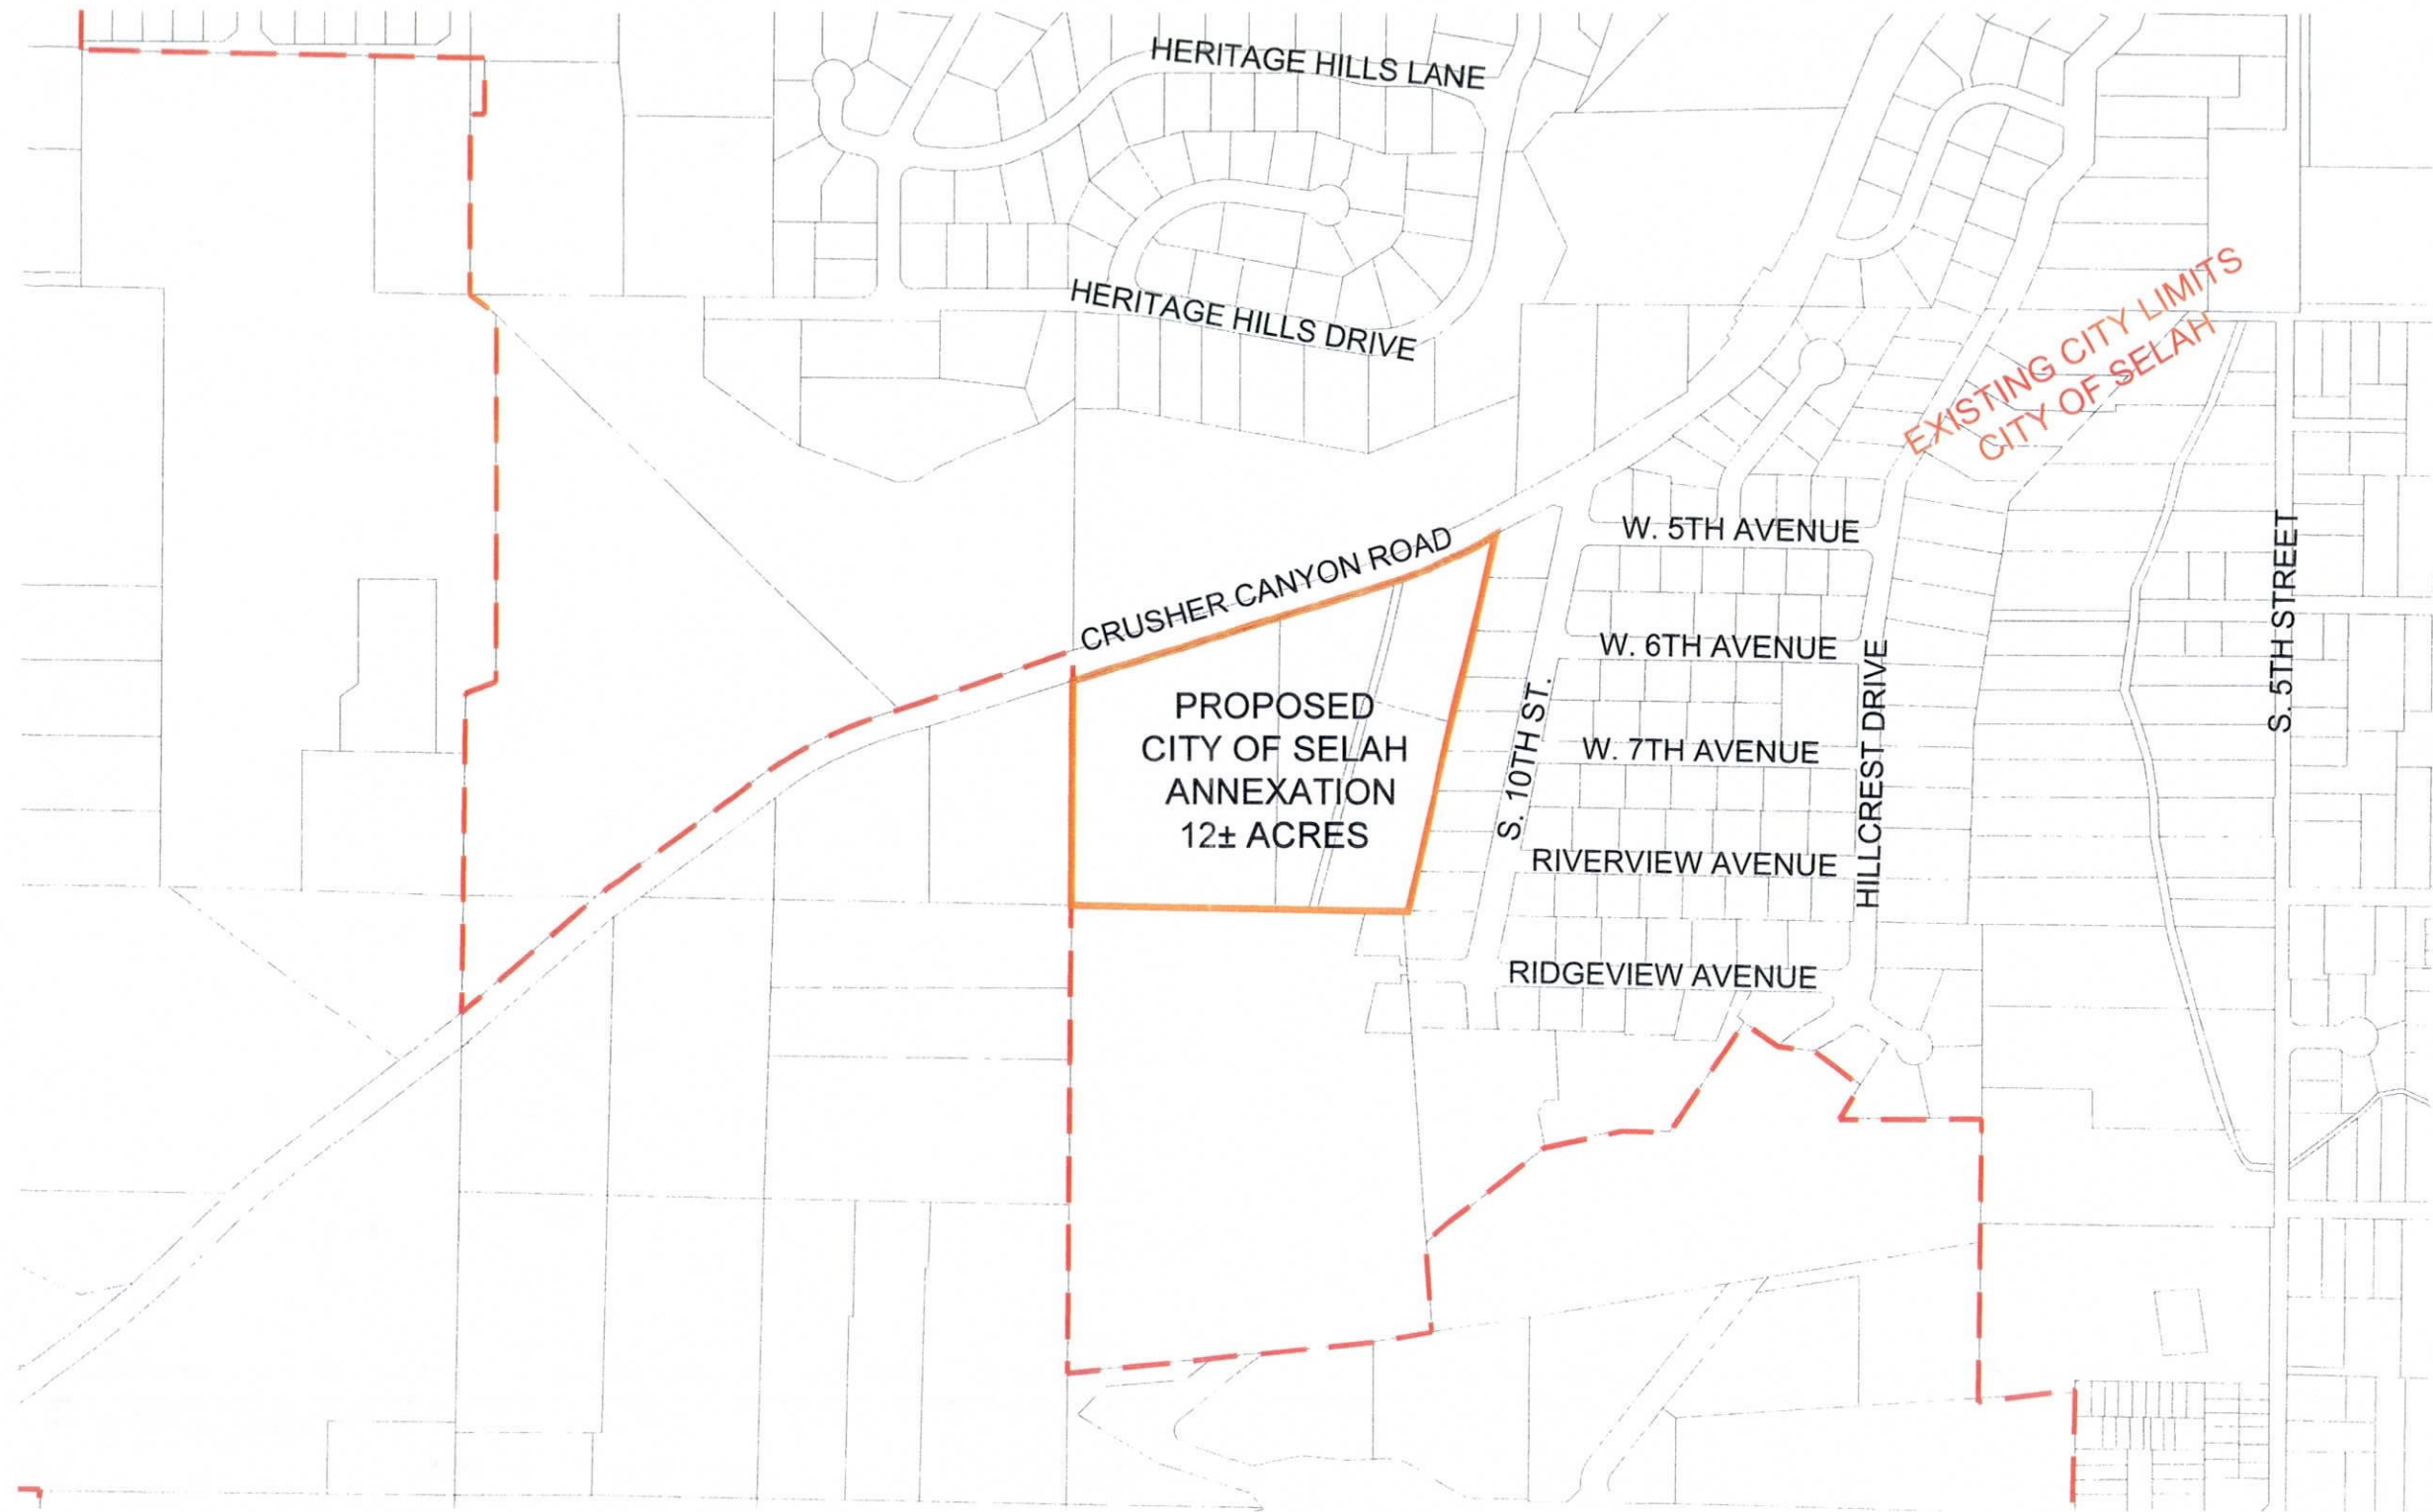 HERITAGE HILLS LANE
HERITAGE HILLS DRIVE
EXISTING CITY LIMITS
CITY OF SELAH
CRUSHER CANYON ROAD
W. 5TH AVENUE
W. 6TH AVENUE
W. 7TH AVENUE
RIVERVIEW AVENUE
RIDGEVIEW AVENUE
S. 10TH ST.
HILLCREST DRIVE
S. 5TH STREET
PROPOSED
CITY OF SELAH
ANNEXATION
12± ACRES